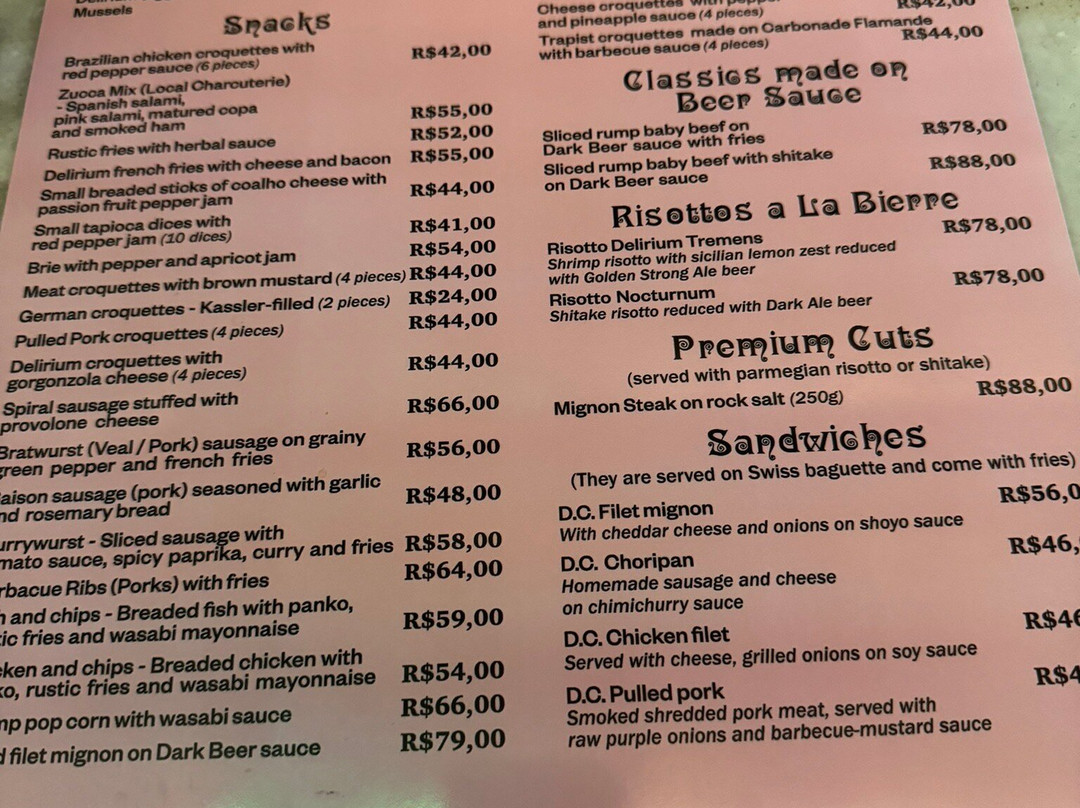 Mussels
Snacks
Brazilian chicken croquettes with
red pepper sauce (6 pieces)
R$42,00
Zucca Mix (Local Charcuterie)
- Spanish salami,
pink salami, matured copa
and smoked ham
R$55,00
Rustic fries with herbal sauce
R$52,00
Delirium french fries with cheese and bacon
R$55,00
Small breaded sticks of coalho cheese with
passion fruit pepper jam
R$44,00
Small tapioca dices with
red pepper jam (10 dices)
R$41,00
Brie with pepper and apricot jam
R$54,00
Meat croquettes with brown mustard (4 pieces)
R$44,00
German croquettes - Kassler-filled (2 pieces)
R$24,00
Pulled Pork croquettes (4 pieces)
R$44,00
Delirium croquettes with
gorgonzola cheese (4 pieces)
R$44,00
Spiral sausage stuffed with
provolone cheese
R$66,00
Bratwurst (Veal / Pork) sausage on grainy
green pepper and french fries
R$56,00
aison sausage (pork) seasoned with garlic
nd rosemary bread
R$48,00
urrywurst - Sliced sausage with
mato sauce, spicy paprika, curry and fries
R$58,00
rbacue Ribs (Porks) with fries
R$64,00
h and chips - Breaded fish with panko,
ic fries and wasabi mayonnaise
R$59,00
ken and chips - Breaded chicken with
ko, rustic fries and wasabi mayonnaise
R$54,00
mp pop corn with wasabi sauce
R$66,00
d filet mignon on Dark Beer sauce
R$79,00
Cheese croquettes with
and pineapple sauce (4 pieces)
R$42,00
Trapist croquettes made on Carbonade Flamande
with barbecue sauce (4 pieces)
R$44,00
Classics made on
Beer Sauce
Sliced rump baby beef on
Dark Beer sauce with fries
R$78,00
Sliced rump baby beef with shitake
on Dark Beer sauce
R$88,00
Risottos a La Bierre
Risotto Delirium Tremens
R$78,00
Shrimp risotto with sicilian lemon zest reduced
with Golden Strong Ale beer
Risotto Nocturnum
R$78,00
Shitake risotto reduced with Dark Ale beer
Premium Cuts
(served with parmegian risotto or shitake)
Mignon Steak on rock salt (250g)
R$88,00
Sandwiches
(They are served on Swiss baguette and come with fries)
D.C. Filet mignon
R$56,0
With cheddar cheese and onions on shoyo sauce
D.C. Choripan
R$46,
Homemade sausage and cheese
on chimichurry sauce
D.C. Chicken filet
R$46
Served with cheese, grilled onions on soy sauce
D.C. Pulled pork
R$4
Smoked shredded pork meat, served with
raw purple onions and barbecue-mustard sauce